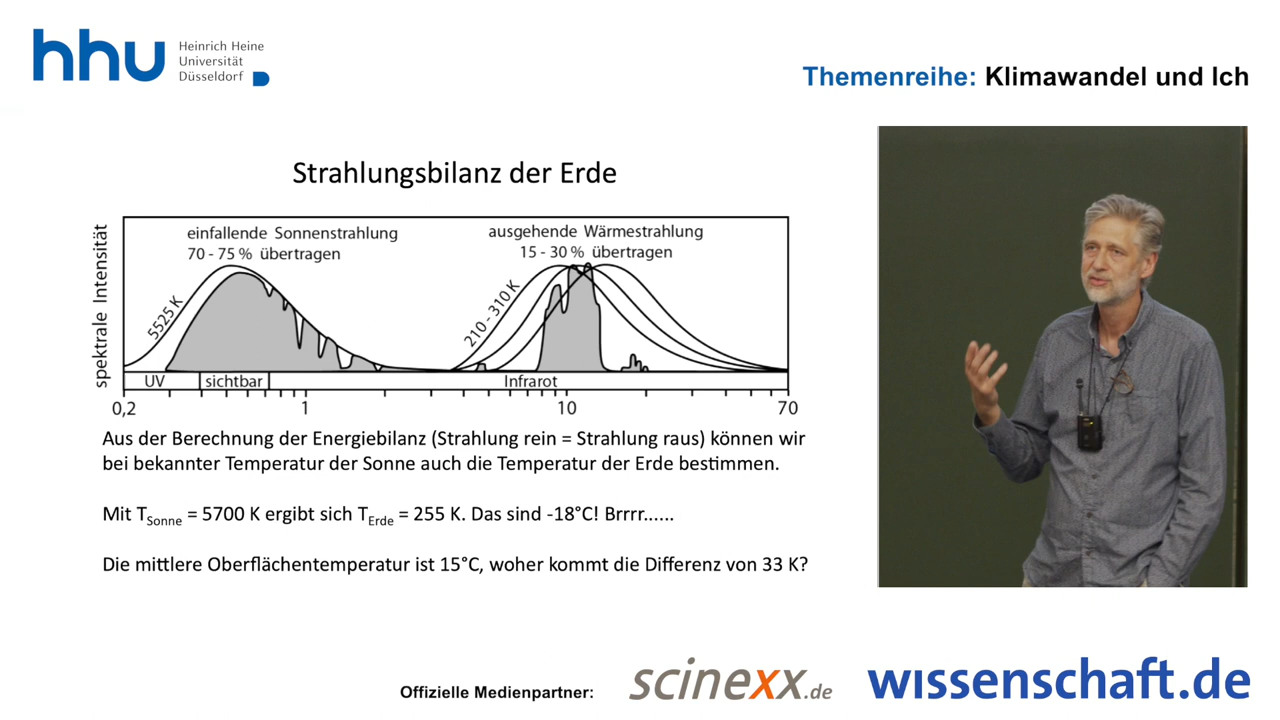 hhu
Heinrich Heine
Universität
Düsseldorf
Themenreihe: Klimawandel und Ich
Strahlungsbilanz der Erde
spektrale Intensität
einfallende Sonnenstrahlung
70 - 75 % übertragen
ausgehende Wärmestrahlung
15 - 30 % übertragen
5525 K
210 - 310 K
UV
sichtbar
Infrarot
0,2
1
10
70
Aus der Berechnung der Energiebilanz (Strahlung rein = Strahlung raus) können wir
bei bekannter Temperatur der Sonne auch die Temperatur der Erde bestimmen.
Mit TSonne = 5700 K ergibt sich TErde = 255 K. Das sind -18°C! Brrrr......
Die mittlere Oberflächentemperatur ist 15°C, woher kommt die Differenz von 33 K?
Offizielle Medienpartner:
scinexx.de
wissenschaft.de